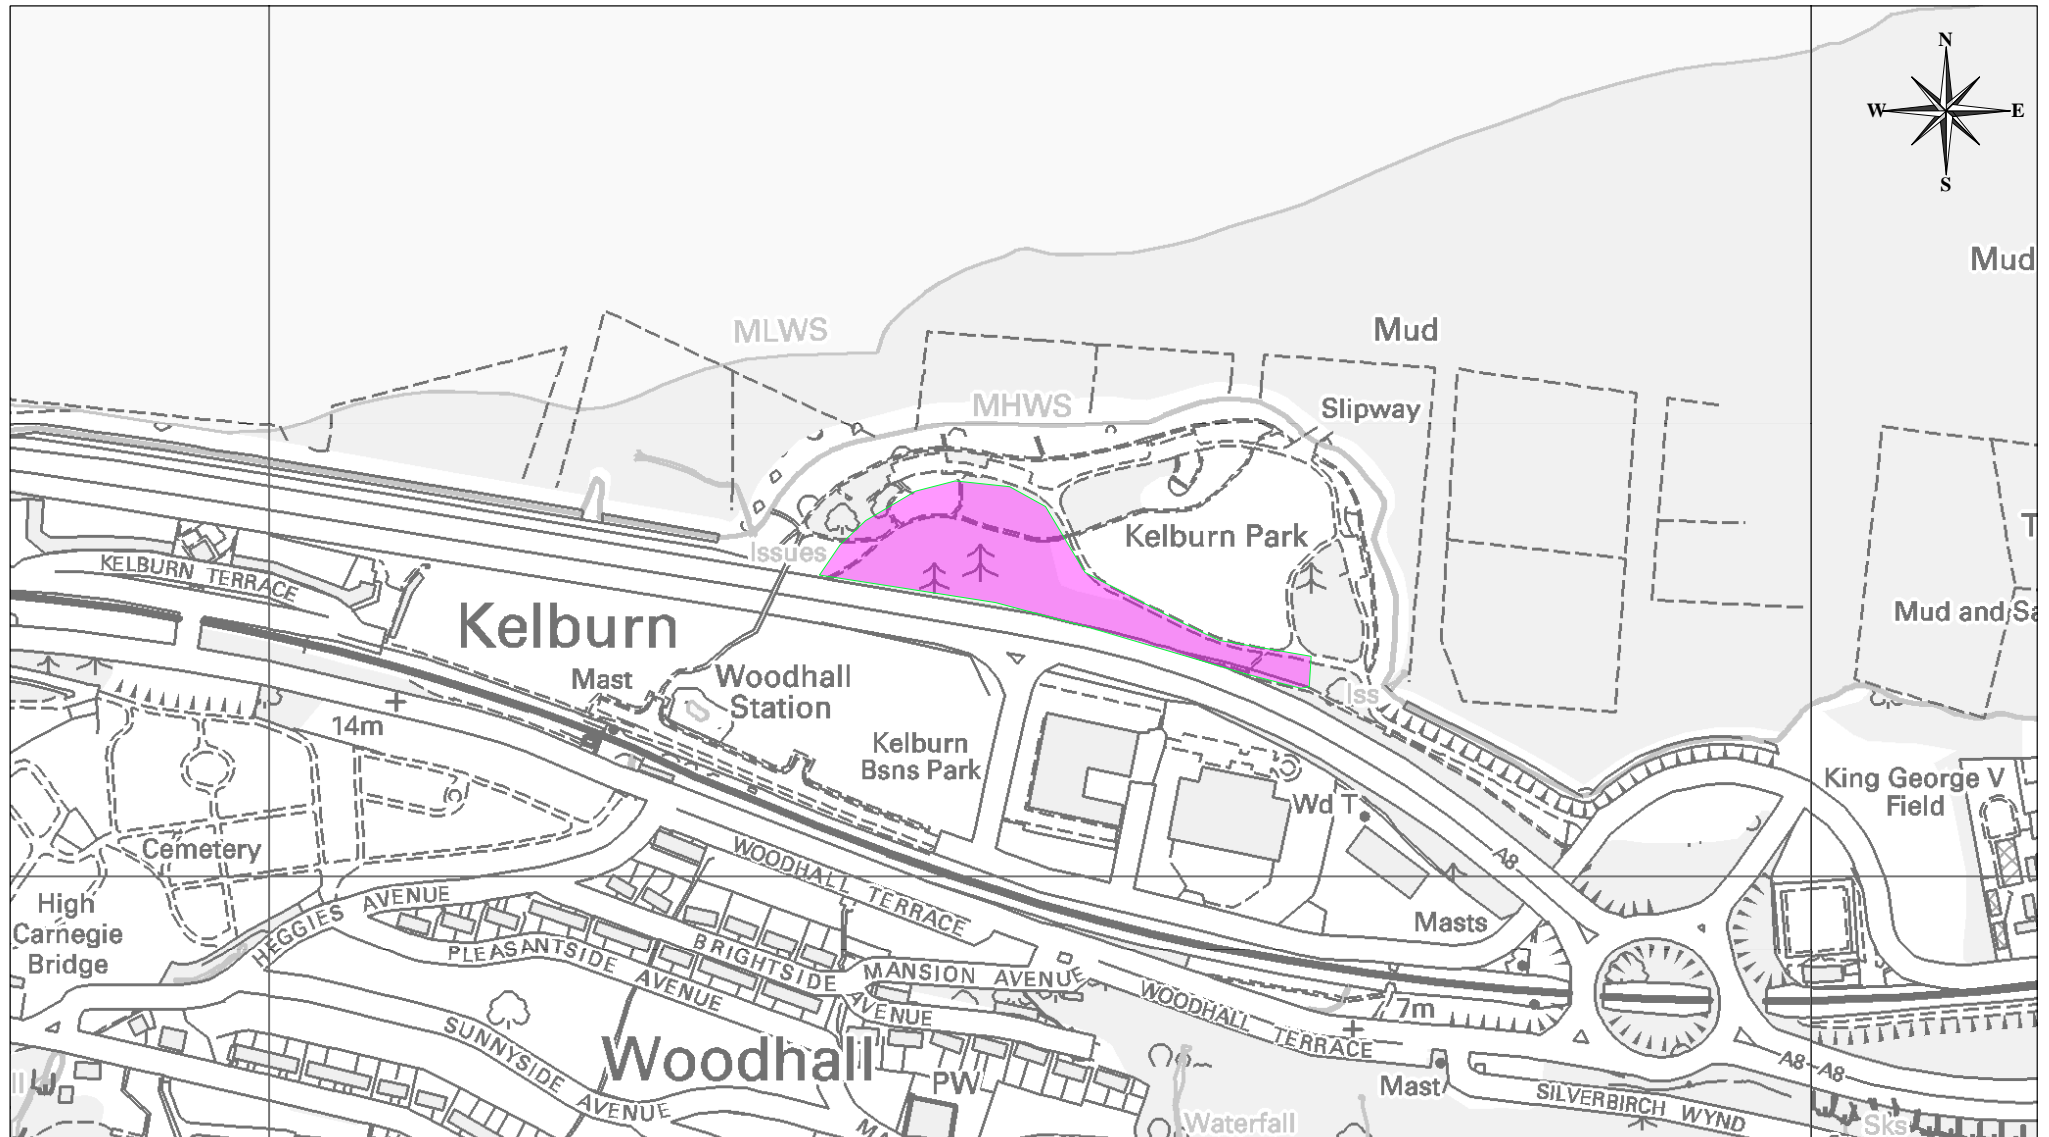 N
W
E
S
Mud
MLWS
Mud
MHWS
Slipway
Issues
Kelburn Park
KELBURN TERRACE
Mud and Sa
Kelburn
Mast
Woodhall
Station
Iss
14m
Kelburn
Bsns Park
King George V
Field
Wd T
Cemetery
WOODHALL TERRACE
A8
High
Carnegie
Bridge
HEGGIES AVENUE
Masts
PLEASANTSIDE AVENUE
BRIGHTSIDE
AVENUE
MANSION AVENUE
WOODHALL TERRACE
7m
SUNNYSIDE AVENUE
Woodhall
PW
A8-A8
Mast
SILVERBIRCH WYND
Waterfall
Sks